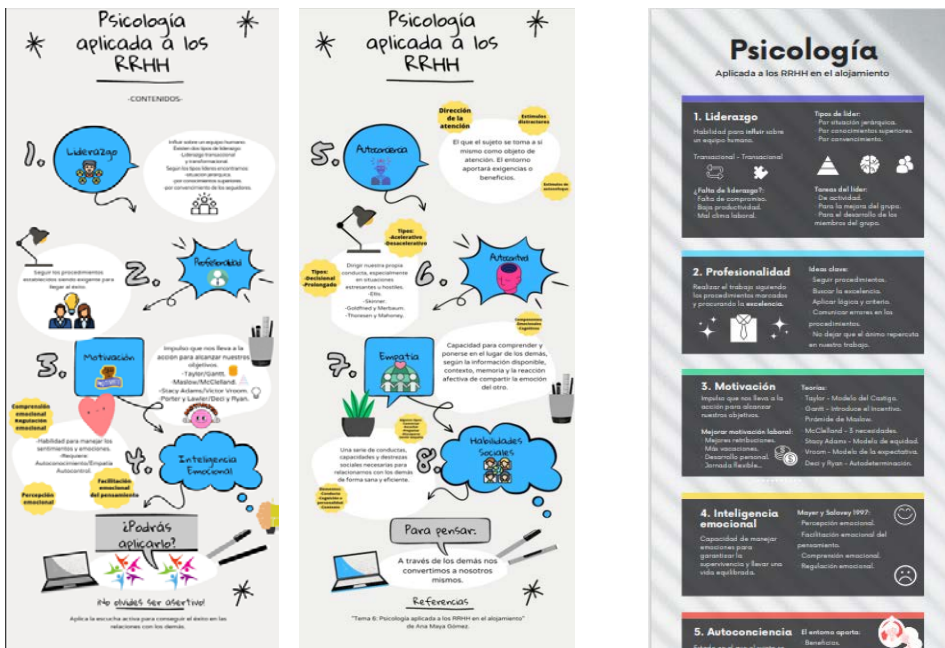 Psicología
aplicada a los
RRHH
-CONTENIDOS-
1.
Liderazgo
Influir sobre un equipo humano.
Existen dos tipos de liderazgo:
Liderazgo transaccional
y transformacional
Según los tipos líderes encontramos:
-situación jerárquica.
-por conocimientos superiores.
-por convencimiento de los seguidores.
2.
Profesionalidad
Seguir los procedimientos
establecidos siendo exigente para
llegar al éxito.
3.
Motivación
Impulso que nos lleva a la
acción para alcanzar nuestros
objetivos.
-Taylor/Gantt.
-Maslow/McClelland.
-Stacy Adams/Víctor Vroom.
-Porter y Lawler/Deci y Ryan.
Comprensión
emocional
Regulación
emocional
-Habilidad para manejar los
sentimientos y emociones.
-Requiere:
Autoconocimiento/Empatía
Autocontrol.
4.
Inteligencia
Emocional
Percepción
emocional
Facilitación
emocional
del pensamiento
¿Podrás
aplicarlo?
¡No olvides ser asertivo!
Aplica la escucha activa para conseguir el éxito en las
relaciones con los demás.
Psicología
aplicada a los
RRHH
5.
Autoconciencia
Dirección
de la
atención
Estímulos
distractores
El que el sujeto se toma a sí
mismo como objeto de
atención. El entorno
aportará exigencias o
beneficios.
Estímulos de
autoenfoque
6.
Autocontrol
Tipos:
-Acelerativo
-Desacelerativo
Tipos:
-Decisional
-Prolongado
Dirigir nuestra propia
conducta, especialmente
en situaciones
estresantes u hostiles.
-Skinner.
-Goldfried y Merbaum.
-Thoresen y Mahoney.
Componentes
Emocionales
Cognitivos
7.
Empatía
Capacidad para comprender y
ponerse en el lugar de los demás,
según la información disponible,
contexto, memoria y la reacción
afectiva de compartir la emoción
del otro.
8.
Habilidades
Sociales
Una serie de conductas,
capacidades y destrezas
sociales necesarias para
relacionarnos con los demás
de forma sana y eficiente.
Para pensar:
A través de los demás nos
convertimos a nosotros
mismos.
Referencias
"Tema 6: Psicología aplicada a los RRHH en el alojamiento"
de Ana Maya Gómez.
Psicología
Aplicada a los RRHH en el alojamiento
1. Liderazgo
Habilidad para influir sobre
un equipo humano.
Transacional - Transacional
¿Falta de liderazgo?:
· Falta de compromiso.
· Baja productividad.
· Mal clima laboral.
Tipos de líder:
· Por situación jerárquica.
· Por conocimientos superiores.
· Por convencimiento.
Tareas del líder:
· De actividad.
· Para la mejora del grupo.
· Para el desarrollo de los
miembros del grupo.
2. Profesionalidad
Realizar el trabajo siguiendo
los procedimientos marcados
y procurando la excelencia.
Ideas clave:
Seguir procedimientos.
Buscar la excelencia.
Aplicar lógica y criterio.
Comunicar errores en los
procedimientos.
No dejar que el ánimo repercuta
en nuestro trabajo.
3. Motivación
Impulso que nos lleva a la
acción para alcanzar
nuestros objetivos.
Mejorar motivación laboral:
· Mejores retribuciones.
Más vacaciones.
Desarrollo personal.
Jornada flexible...
Teorías:
Taylor - Modelo del Castigo.
Gantt - Introduce el Incentivo.
Pirámide de Maslow.
McClelland - 3 necesidades.
Stacy Adams - Modelo de equidad.
Vroom - Modelo de la expectativa.
Deci y Ryan - Autodeterminación.
4. Inteligencia
emocional
Capacidad de manejar
emociones para
garantizar la
supervivencia y llevar una
vida equilibrada.
Mayer y Salovey 1997:
Percepción emocional.
Facilitación emocional del
pensamiento.
Comprensión emocional.
Regulación emocional.
5. Autoconciencia
El entorno aporta:
· Beneficios.